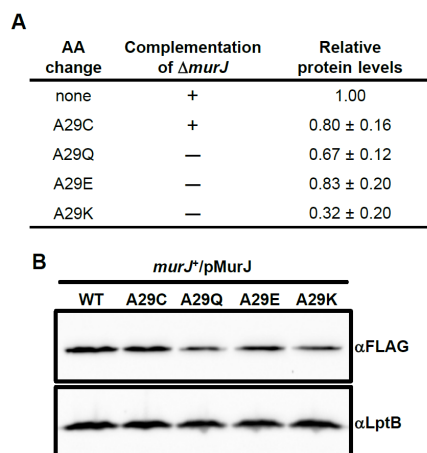 A
AA change Complementation of ΔmurJ Relative protein levels
none + 1.00
A29C + 0.80 ± 0.16
A29Q — 0.67 ± 0.12
A29E — 0.83 ± 0.20
A29K — 0.32 ± 0.20
B
murJ⁺/pMurJ
WT A29C A29Q A29E A29K
αFLAG
αLptB